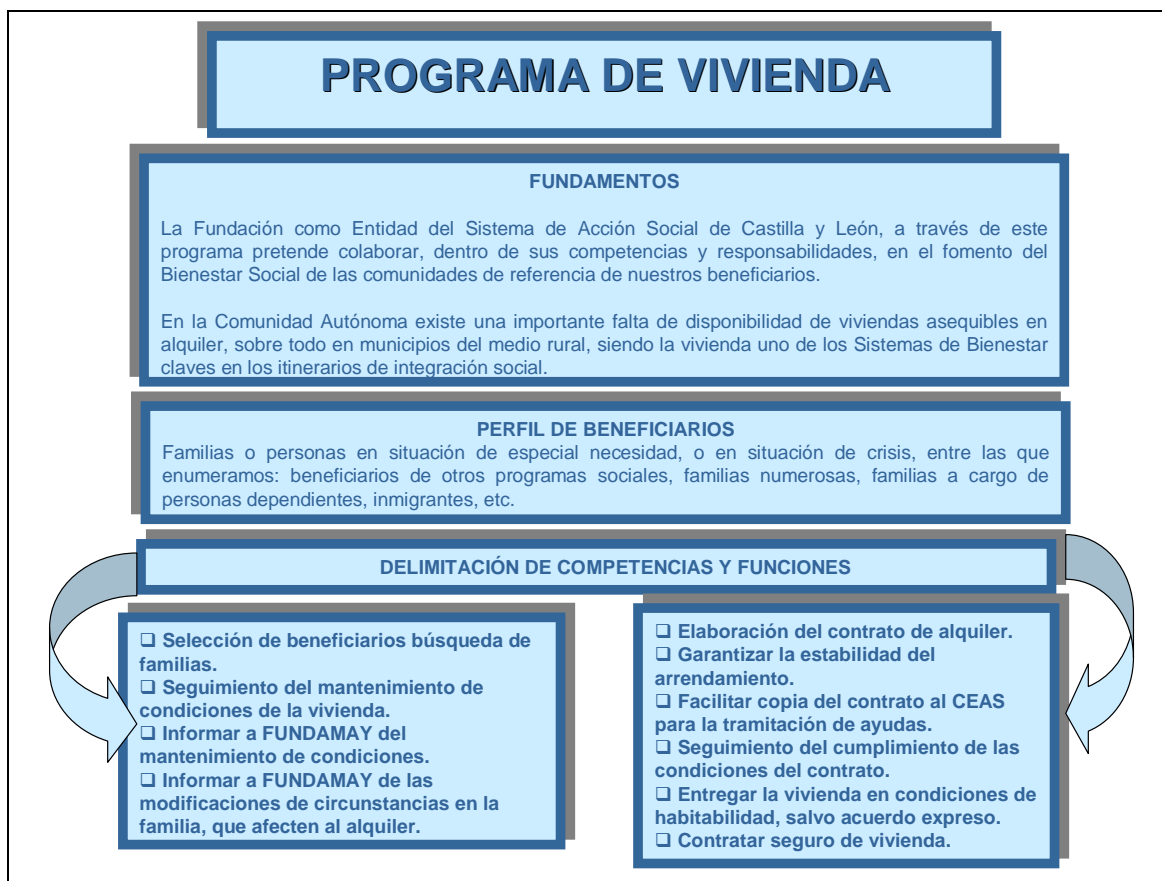 PROGRAMA DE VIVIENDA
FUNDAMENTOS
La Fundación como Entidad del Sistema de Acción Social de Castilla y León, a través de este
programa pretende colaborar, dentro de sus competencias y responsabilidades, en el fomento del
Bienestar Social de las comunidades de referencia de nuestros beneficiarios.
En la Comunidad Autónoma existe una importante falta de disponibilidad de viviendas asequibles en
alquiler, sobre todo en municipios del medio rural, siendo la vivienda uno de los Sistemas de Bienestar
claves en los itinerarios de integración social.
PERFIL DE BENEFICIARIOS
Familias o personas en situación de especial necesidad, o en situación de crisis, entre las que
enumeramos: beneficiarios de otros programas sociales, familias numerosas, familias a cargo de
personas dependientes, inmigrantes, etc.
DELIMITACIÓN DE COMPETENCIAS Y FUNCIONES
❑ Selección de beneficiarios búsqueda de
familias.
❑ Seguimiento del mantenimiento de
condiciones de la vivienda.
❑ Informar a FUNDAMAY del
mantenimiento de condiciones.
❑ Informar a FUNDAMAY de las
modificaciones de circunstancias en la
familia, que afecten al alquiler.
❑ Elaboración del contrato de alquiler.
❑ Garantizar la estabilidad del
arrendamiento.
❑ Facilitar copia del contrato al CEAS
para la tramitación de ayudas.
❑ Seguimiento del cumplimiento de las
condiciones del contrato.
❑ Entregar la vivienda en condiciones de
habitabilidad, salvo acuerdo expreso.
❑ Contratar seguro de vivienda.